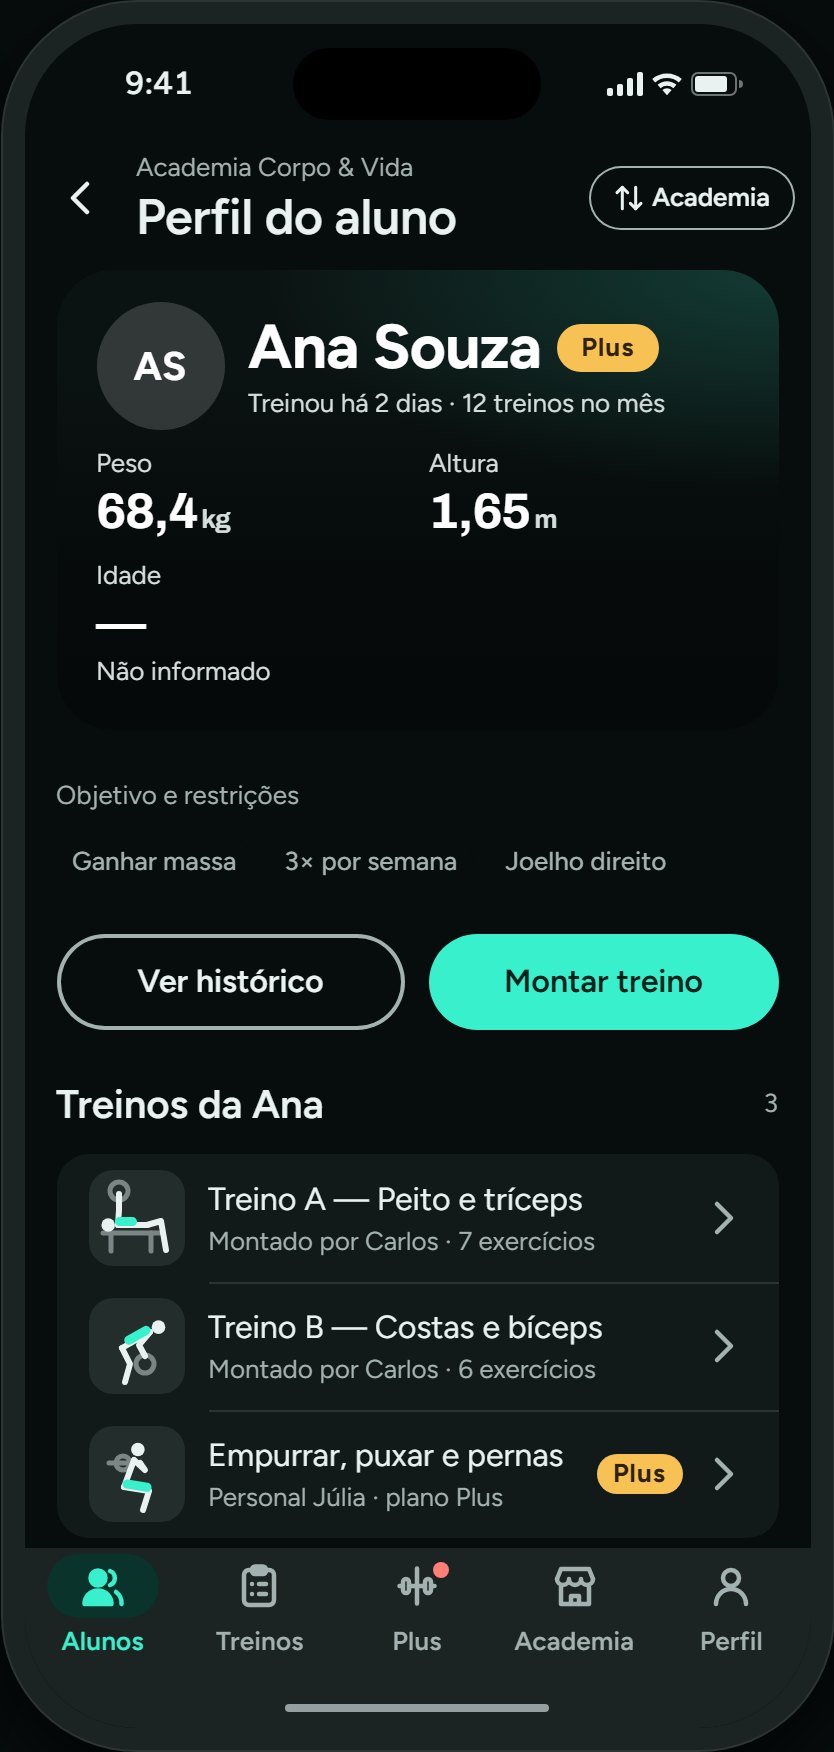 9:41
Academia Corpo & Vida
Perfil do aluno
Academia
AS
Ana Souza
Plus
Treinou há 2 dias · 12 treinos no mês
Peso
68,4 kg
Altura
1,65 m
Idade
—
Não informado
Objetivo e restrições
Ganhar massa
3× por semana
Joelho direito
Ver histórico
Montar treino
Treinos da Ana
3
Treino A — Peito e tríceps
Montado por Carlos · 7 exercícios
Treino B — Costas e bíceps
Montado por Carlos · 6 exercícios
Empurrar, puxar e pernas
Personal Júlia · plano Plus
Plus
Alunos
Treinos
Plus
Academia
Perfil